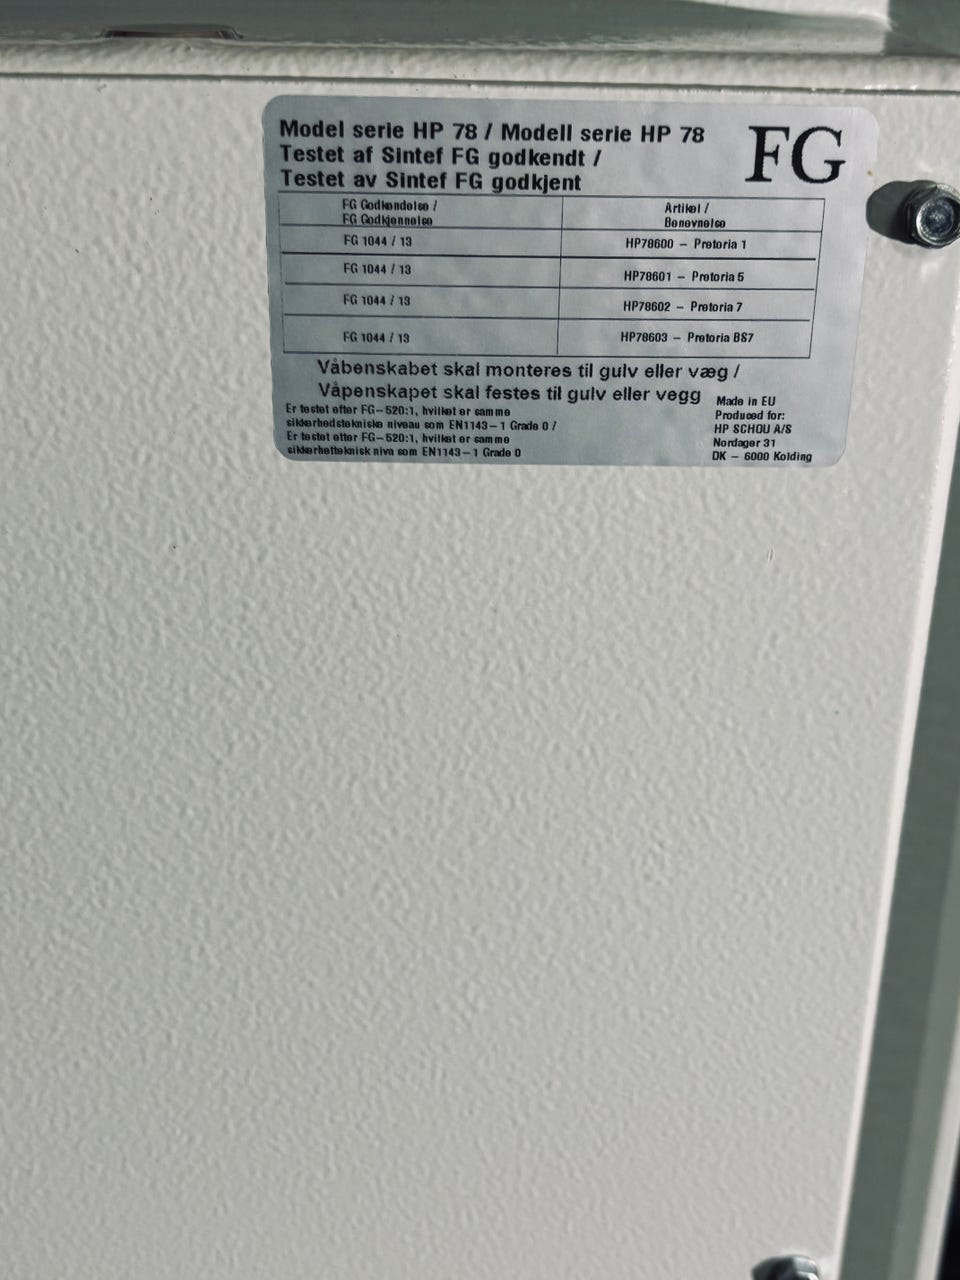 Model serie HP 78 / Modell serie HP 78
Testet af Sintef FG godkendt /
Testet av Sintef FG godkjent
FG
FG Godkendelse /
FG Godkjennelse
Artikel /
Benevnelse
FG 1044 / 13
HP78600 – Pretoria 1
FG 1044 / 13
HP78601 – Pretoria 5
FG 1044 / 13
HP78602 – Pretoria 7
FG 1044 / 13
HP78603 – Pretoria BS7
Våbenskabet skal monteres til gulv eller væg /
Våpenskapet skal festes til gulv eller vegg
Er testet efter FG–520:1, hvilket er samme
sikkerhedstekniske niveau som EN1143–1 Grade 0 /
Er testet etter FG–520:1, hvilket er samme
sikkerhetteknisk niva som EN1143–1 Grade 0
Made in EU
Produced for:
HP SCHOU A/S
Nordager 31
DK – 6000 Kolding